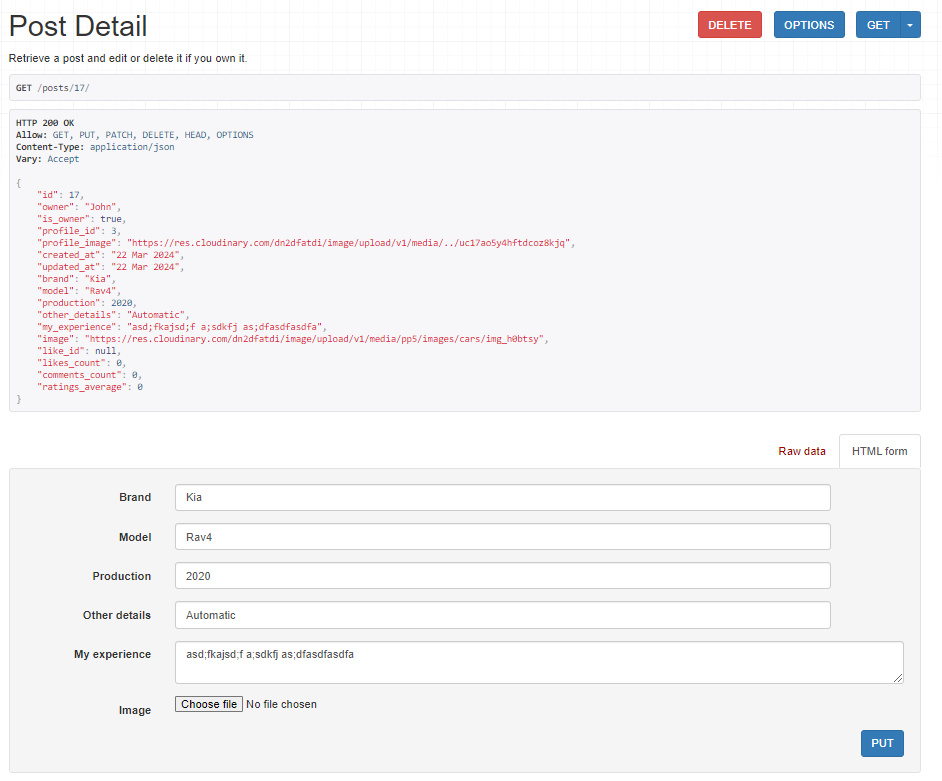 Post Detail
DELETE
OPTIONS
GET
Retrieve a post and edit or delete it if you own it.
GET /posts/17/
HTTP 200 OK
Allow: GET, PUT, PATCH, DELETE, HEAD, OPTIONS
Content-Type: application/json
Vary: Accept
{
    "id": 17,
    "owner": "John",
    "is_owner": true,
    "profile_id": 3,
    "profile_image": "https://res.cloudinary.com/dn2dfatdi/image/upload/v1/media/../uc17ao5y4hftdcoz8kjq",
    "created_at": "22 Mar 2024",
    "updated_at": "22 Mar 2024",
    "brand": "Kia",
    "model": "Rav4",
    "production": 2020,
    "other_details": "Automatic",
    "my_experience": "asd;fkajsd;f a;sdkfj as;dfasdfasdfa",
    "image": "https://res.cloudinary.com/dn2dfatdi/image/upload/v1/media/pp5/images/cars/img_h0btsy",
    "like_id": null,
    "likes_count": 0,
    "comments_count": 0,
    "ratings_average": 0
}
Raw data
HTML form
Brand
Kia
Model
Rav4
Production
2020
Other details
Automatic
My experience
asd;fkajsd;f a;sdkfj as;dfasdfasdfa
Image
Choose file No file chosen
PUT